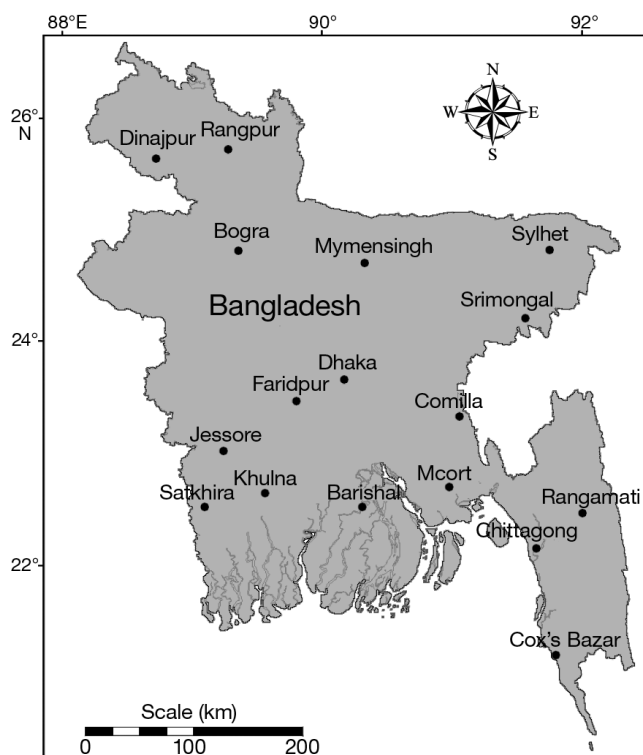 88°E 90° 92°
N
W E
S
26°
N
Rangpur
Dinajpur
Bogra
Mymensingh
Sylhet
Srimongal
Bangladesh
24°
Dhaka
Faridpur
Comilla
Jessore
Khulna
Mcort
Satkhira
Barishal
Rangamati
Chittagong
22°
Cox's Bazar
Scale (km)
0 100 200